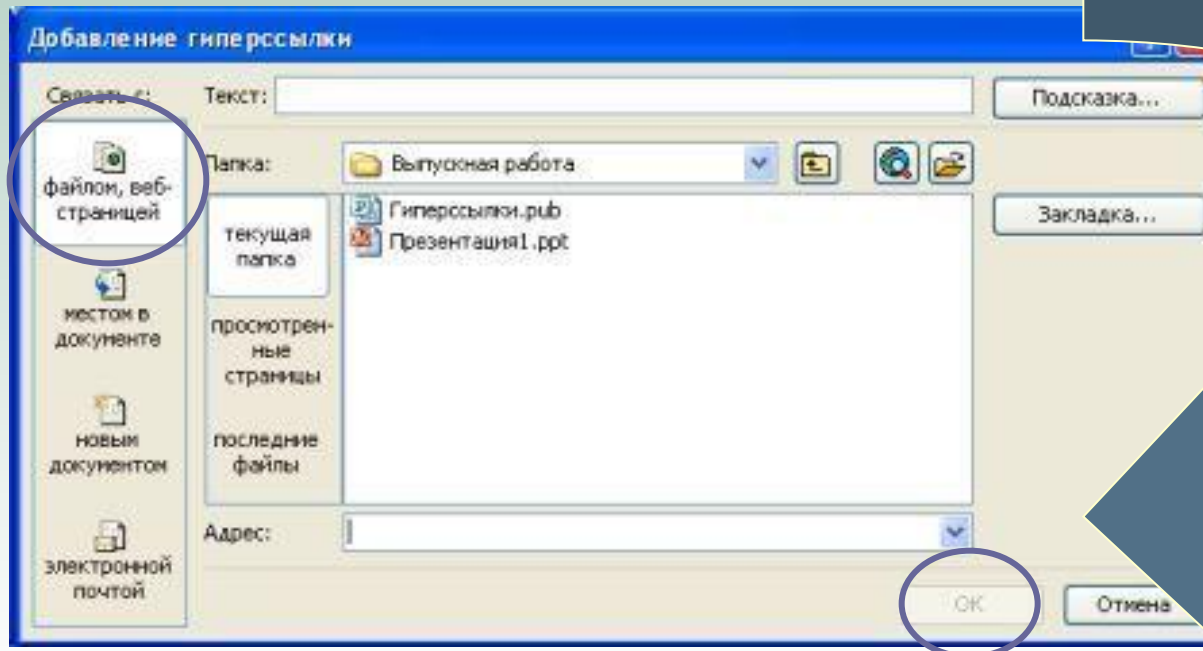 Добавление гиперссылки
Связать с:
Текст:
Подсказка...
файлом, веб-
страницей
Папка:
Выпускная работа
текущая
папка
Гиперссылки.pub
Презентация1.ppt
Закладка...
местом в
документе
просмотрен-
ные
страницы
новым
документом
последние
файлы
Адрес:
электронной
почтой
ОК
Отмена